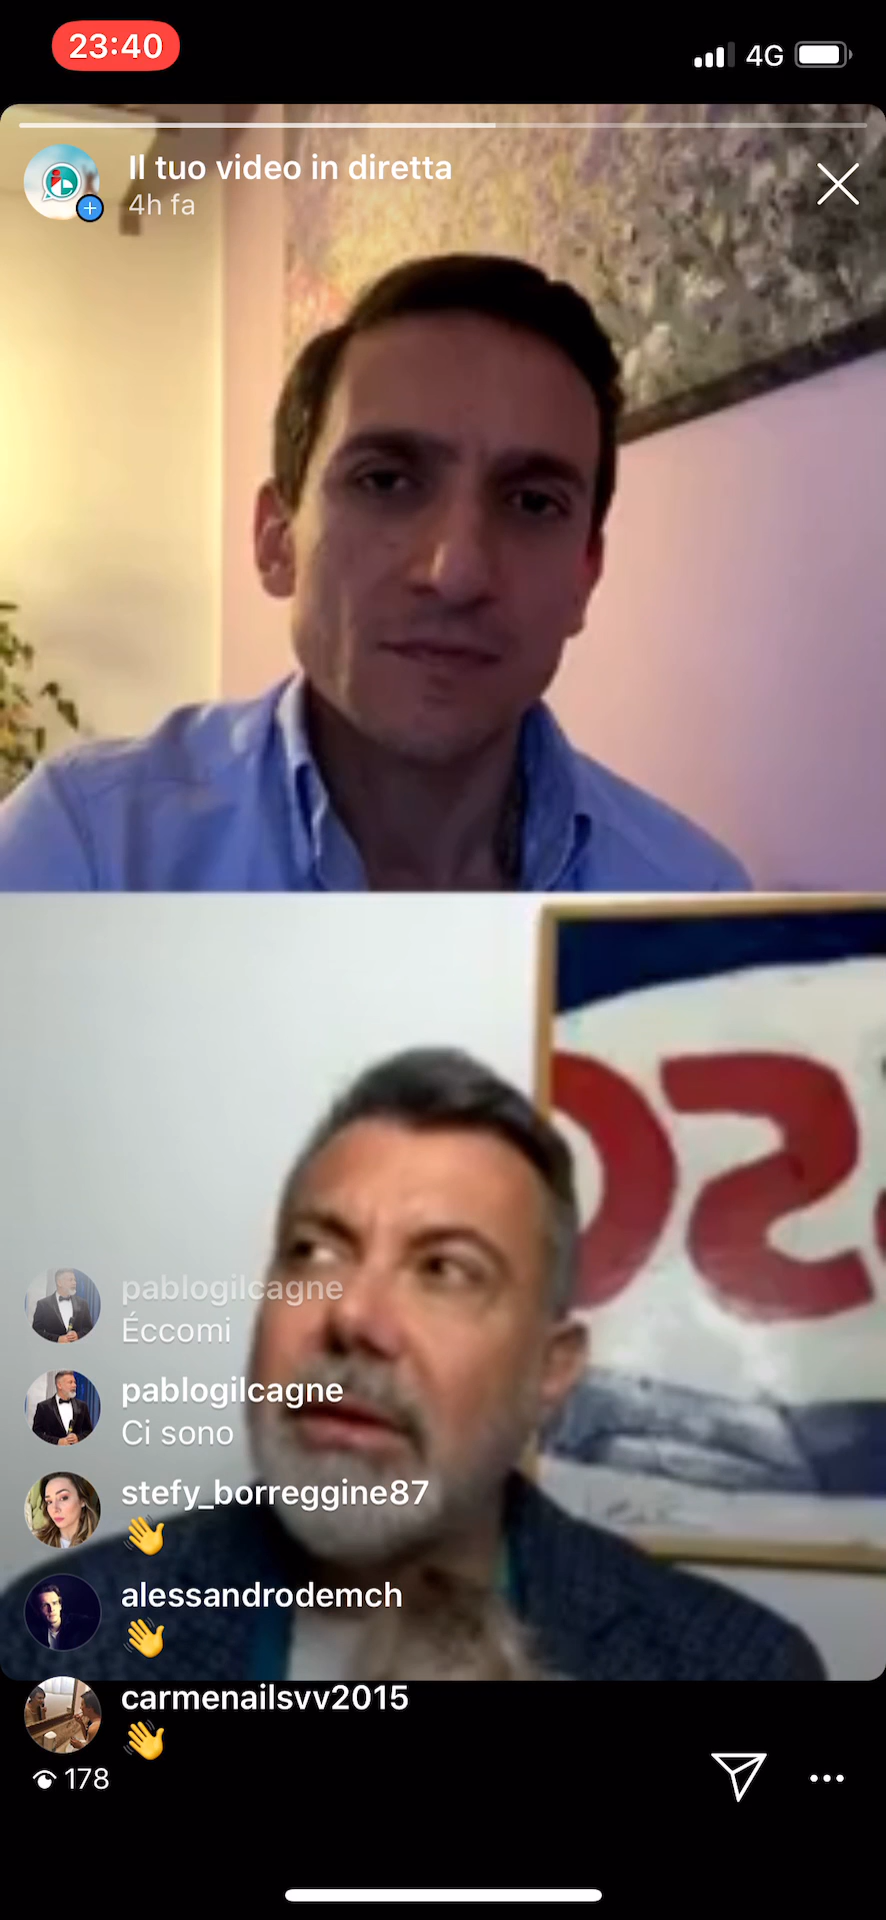 23:40
4G
Il tuo video in diretta
4h fa
pablogilcagne
Éccomi
pablogilcagne
Ci sono
stefy_borreggine87
👋
alessandrodemch
👋
carmenailsvv2015
👋
178